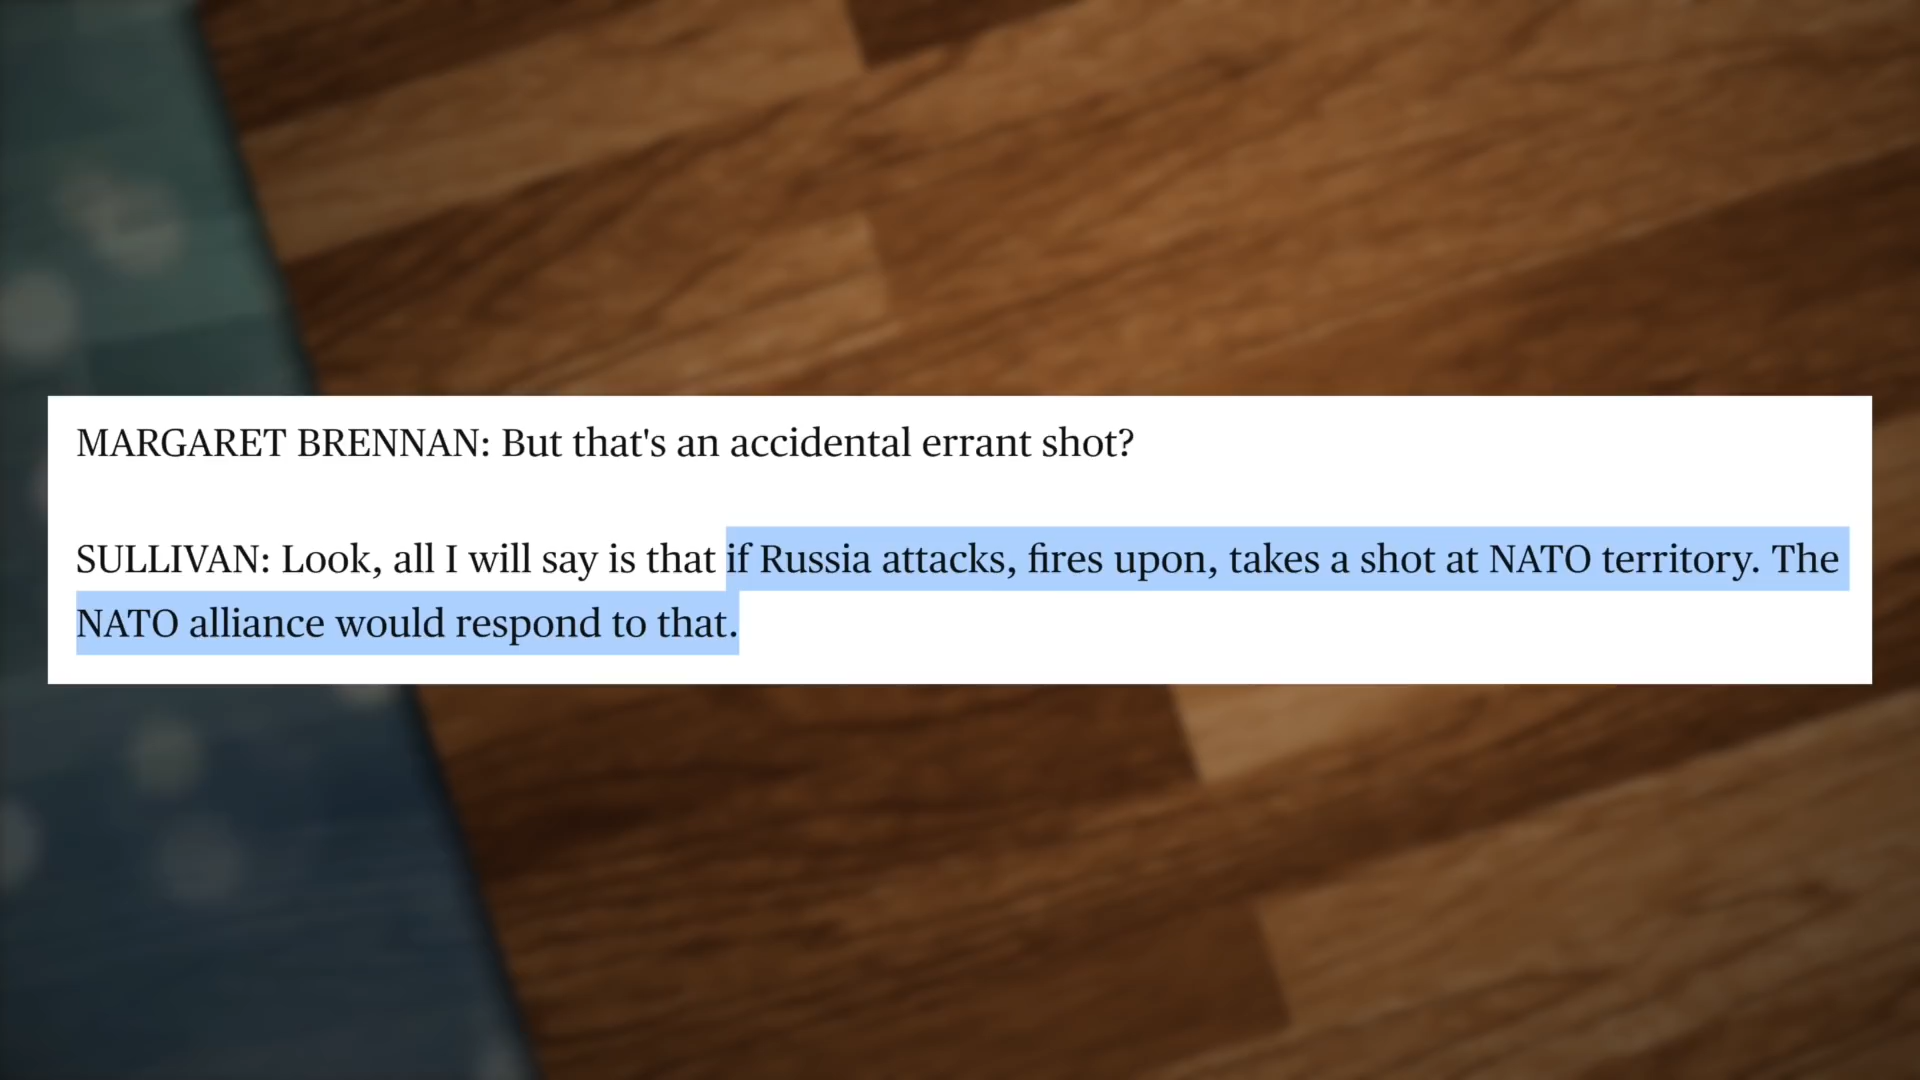 MARGARET BRENNAN: But that's an accidental errant shot?
SULLIVAN: Look, all I will say is that if Russia attacks, fires upon, takes a shot at NATO territory. The
NATO alliance would respond to that.